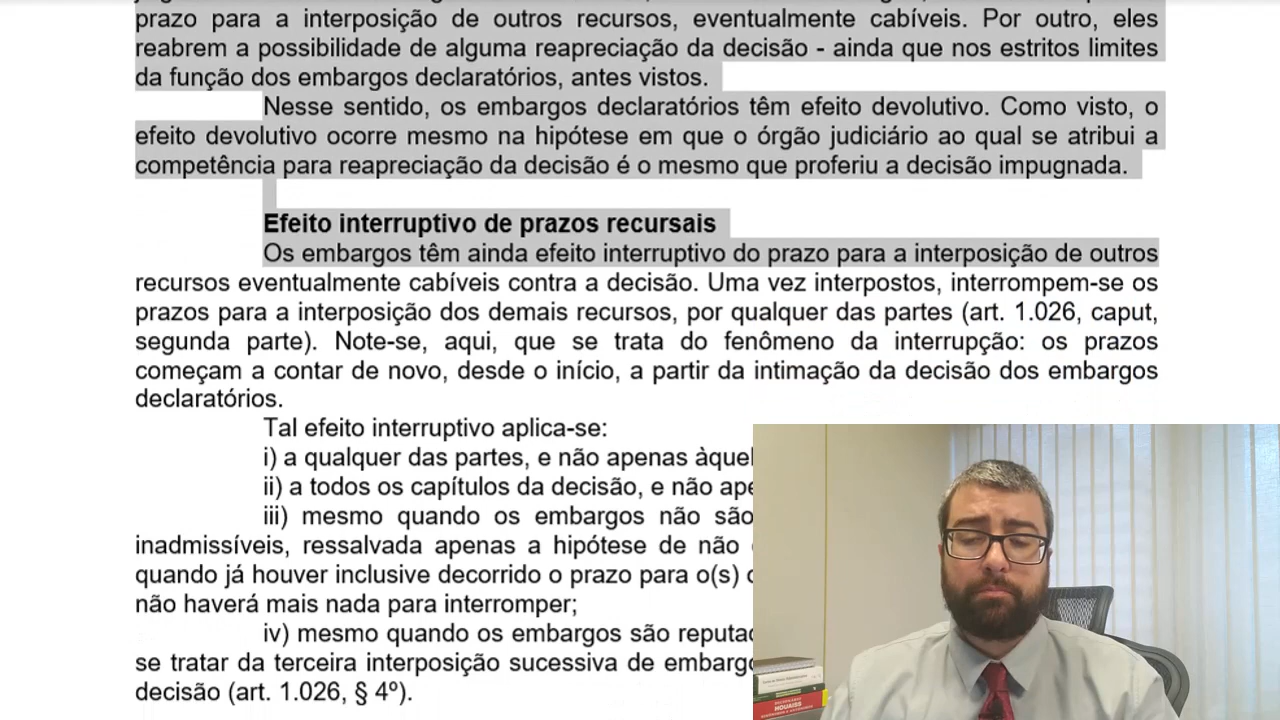 prazo para a interposição de outros recursos, eventualmente cabíveis. Por outro, eles
reabrem a possibilidade de alguma reapreciação da decisão - ainda que nos estritos limites
da função dos embargos declaratórios, antes vistos.
Nesse sentido, os embargos declaratórios têm efeito devolutivo. Como visto, o
efeito devolutivo ocorre mesmo na hipótese em que o órgão judiciário ao qual se atribui a
competência para reapreciação da decisão é o mesmo que proferiu a decisão impugnada.
Efeito interruptivo de prazos recursais
Os embargos têm ainda efeito interruptivo do prazo para a interposição de outros
recursos eventualmente cabíveis contra a decisão. Uma vez interpostos, interrompem-se os
prazos para a interposição dos demais recursos, por qualquer das partes (art. 1.026, caput,
segunda parte). Note-se, aqui, que se trata do fenômeno da interrupção: os prazos
começam a contar de novo, desde o início, a partir da intimação da decisão dos embargos
declaratórios.
Tal efeito interruptivo aplica-se:
i) a qualquer das partes, e não apenas
ii) a todos os capítulos da decisão, e não
iii) mesmo quando os embargos não são
inadmissíveis, ressalvada apenas a hipótese de não
quando já houver inclusive decorrido o prazo para o(s)
não haverá mais nada para interromper;
iv) mesmo quando os embargos são
se tratar da terceira interposição sucessiva de
decisão (art. 1.026, § 4º).
HOUAISS